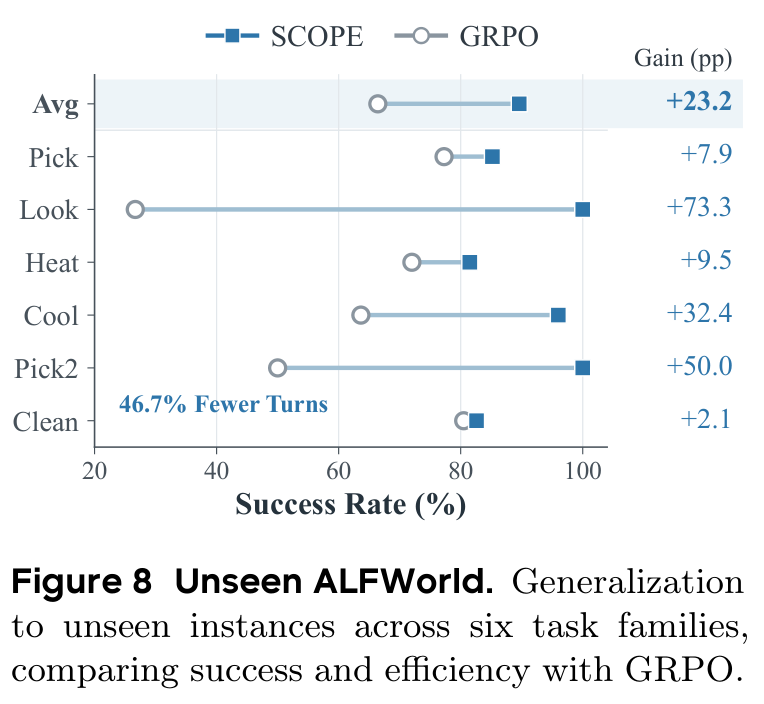 SCOPE GRPO
Gain (pp)
Avg +23.2
Pick +7.9
Look +73.3
Heat +9.5
Cool +32.4
Pick2 +50.0
46.7% Fewer Turns
Clean +2.1
20 40 60 80 100
Success Rate (%)
Figure 8 Unseen ALFWorld. Generalization
to unseen instances across six task families,
comparing success and efficiency with GRPO.